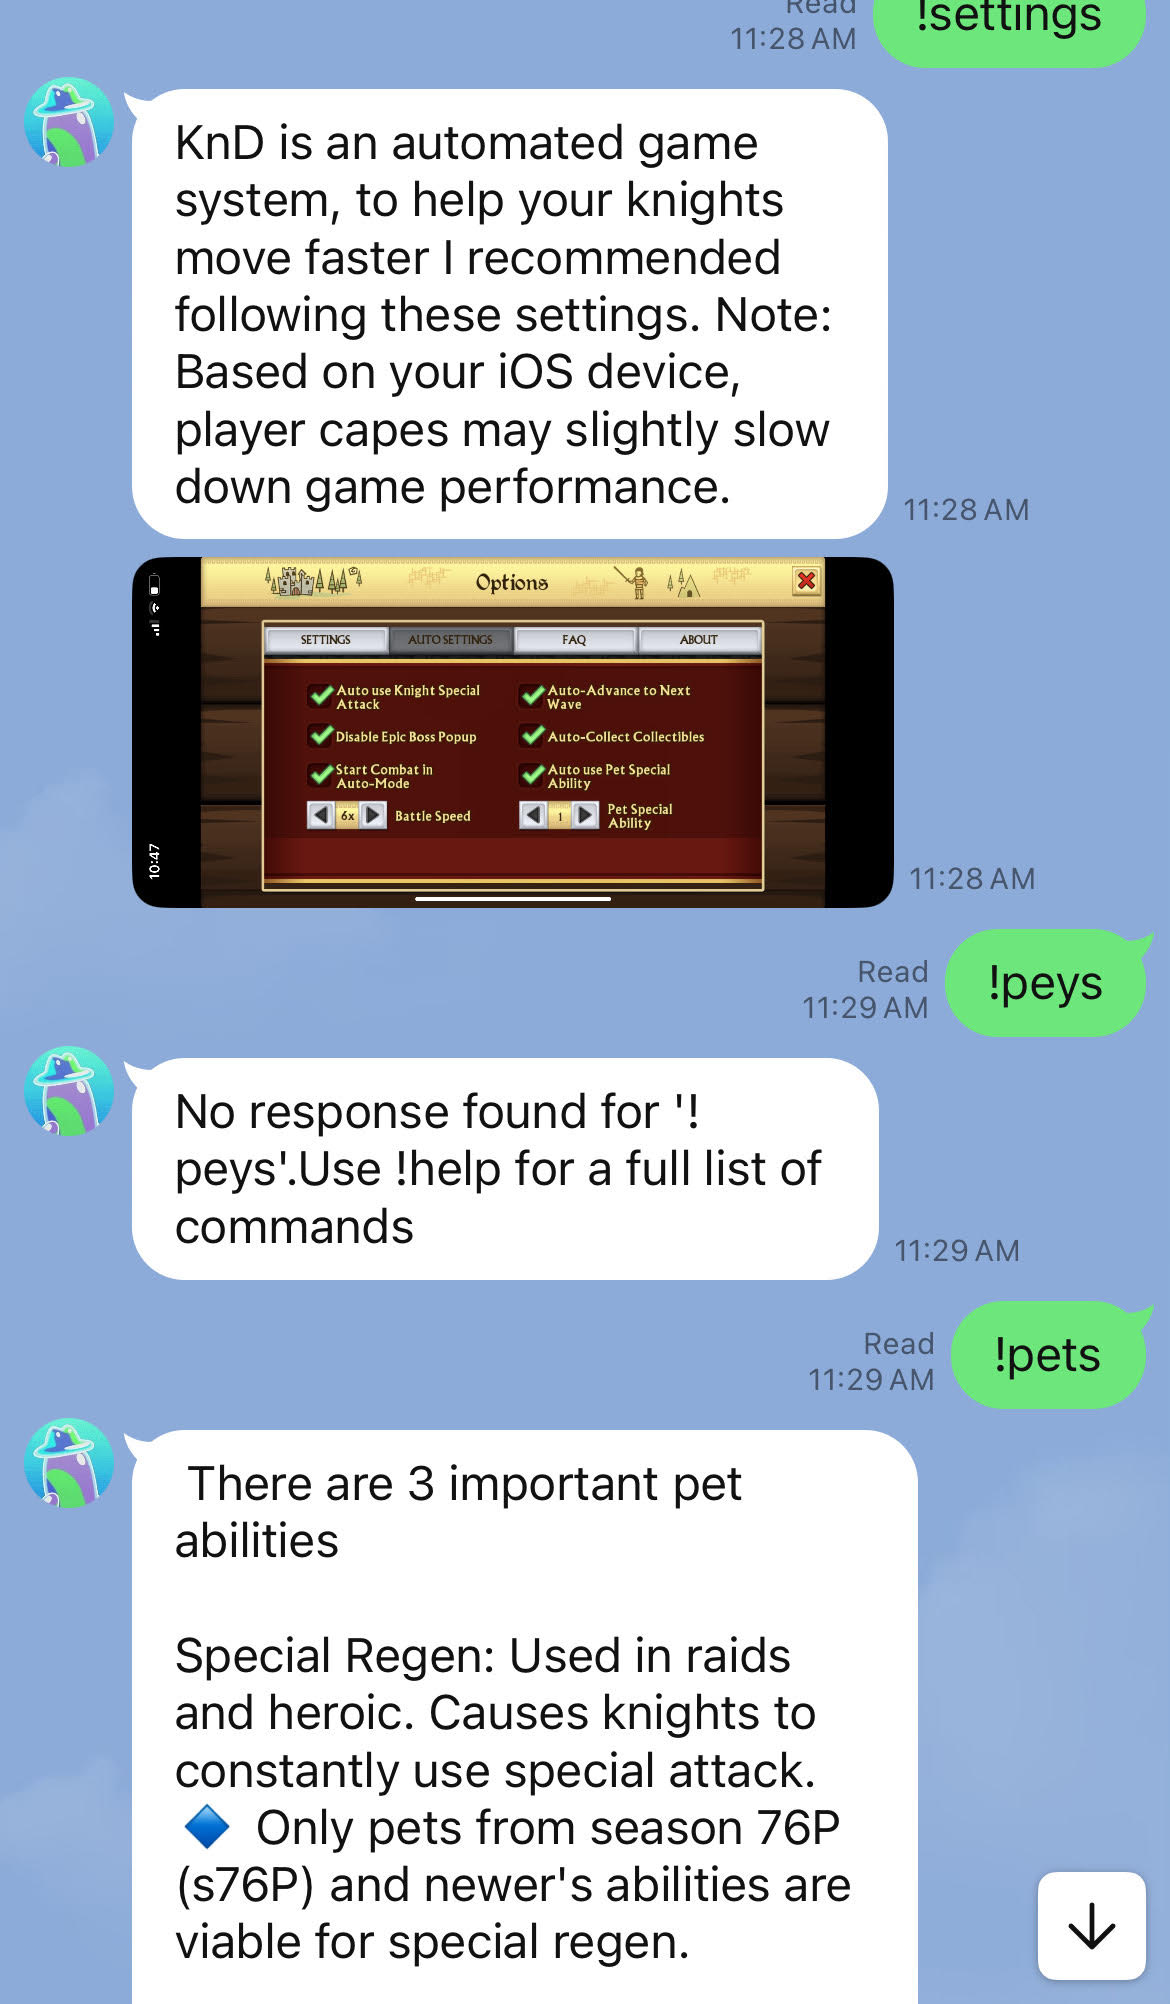 Read
11:28 AM
!settings
KnD is an automated game
system, to help your knights
move faster I recommended
following these settings. Note:
Based on your iOS device,
player capes may slightly slow
down game performance.
11:28 AM
Options
SETTINGS
AUTO SETTINGS
FAQ
ABOUT
Auto use Knight Special
Attack
Auto-Advance to Next
Wave
Disable Epic Boss Popup
Auto-Collect Collectibles
Start Combat in
Auto-Mode
Auto use Pet Special
Ability
6x
Battle Speed
1
Pet Special
Ability
10:47
11:28 AM
Read
11:29 AM
!peys
No response found for '!
peys'.Use !help for a full list of
commands
11:29 AM
Read
11:29 AM
!pets
There are 3 important pet
abilities
Special Regen: Used in raids
and heroic. Causes knights to
constantly use special attack.
🔷 Only pets from season 76P
(s76P) and newer's abilities are
viable for special regen.